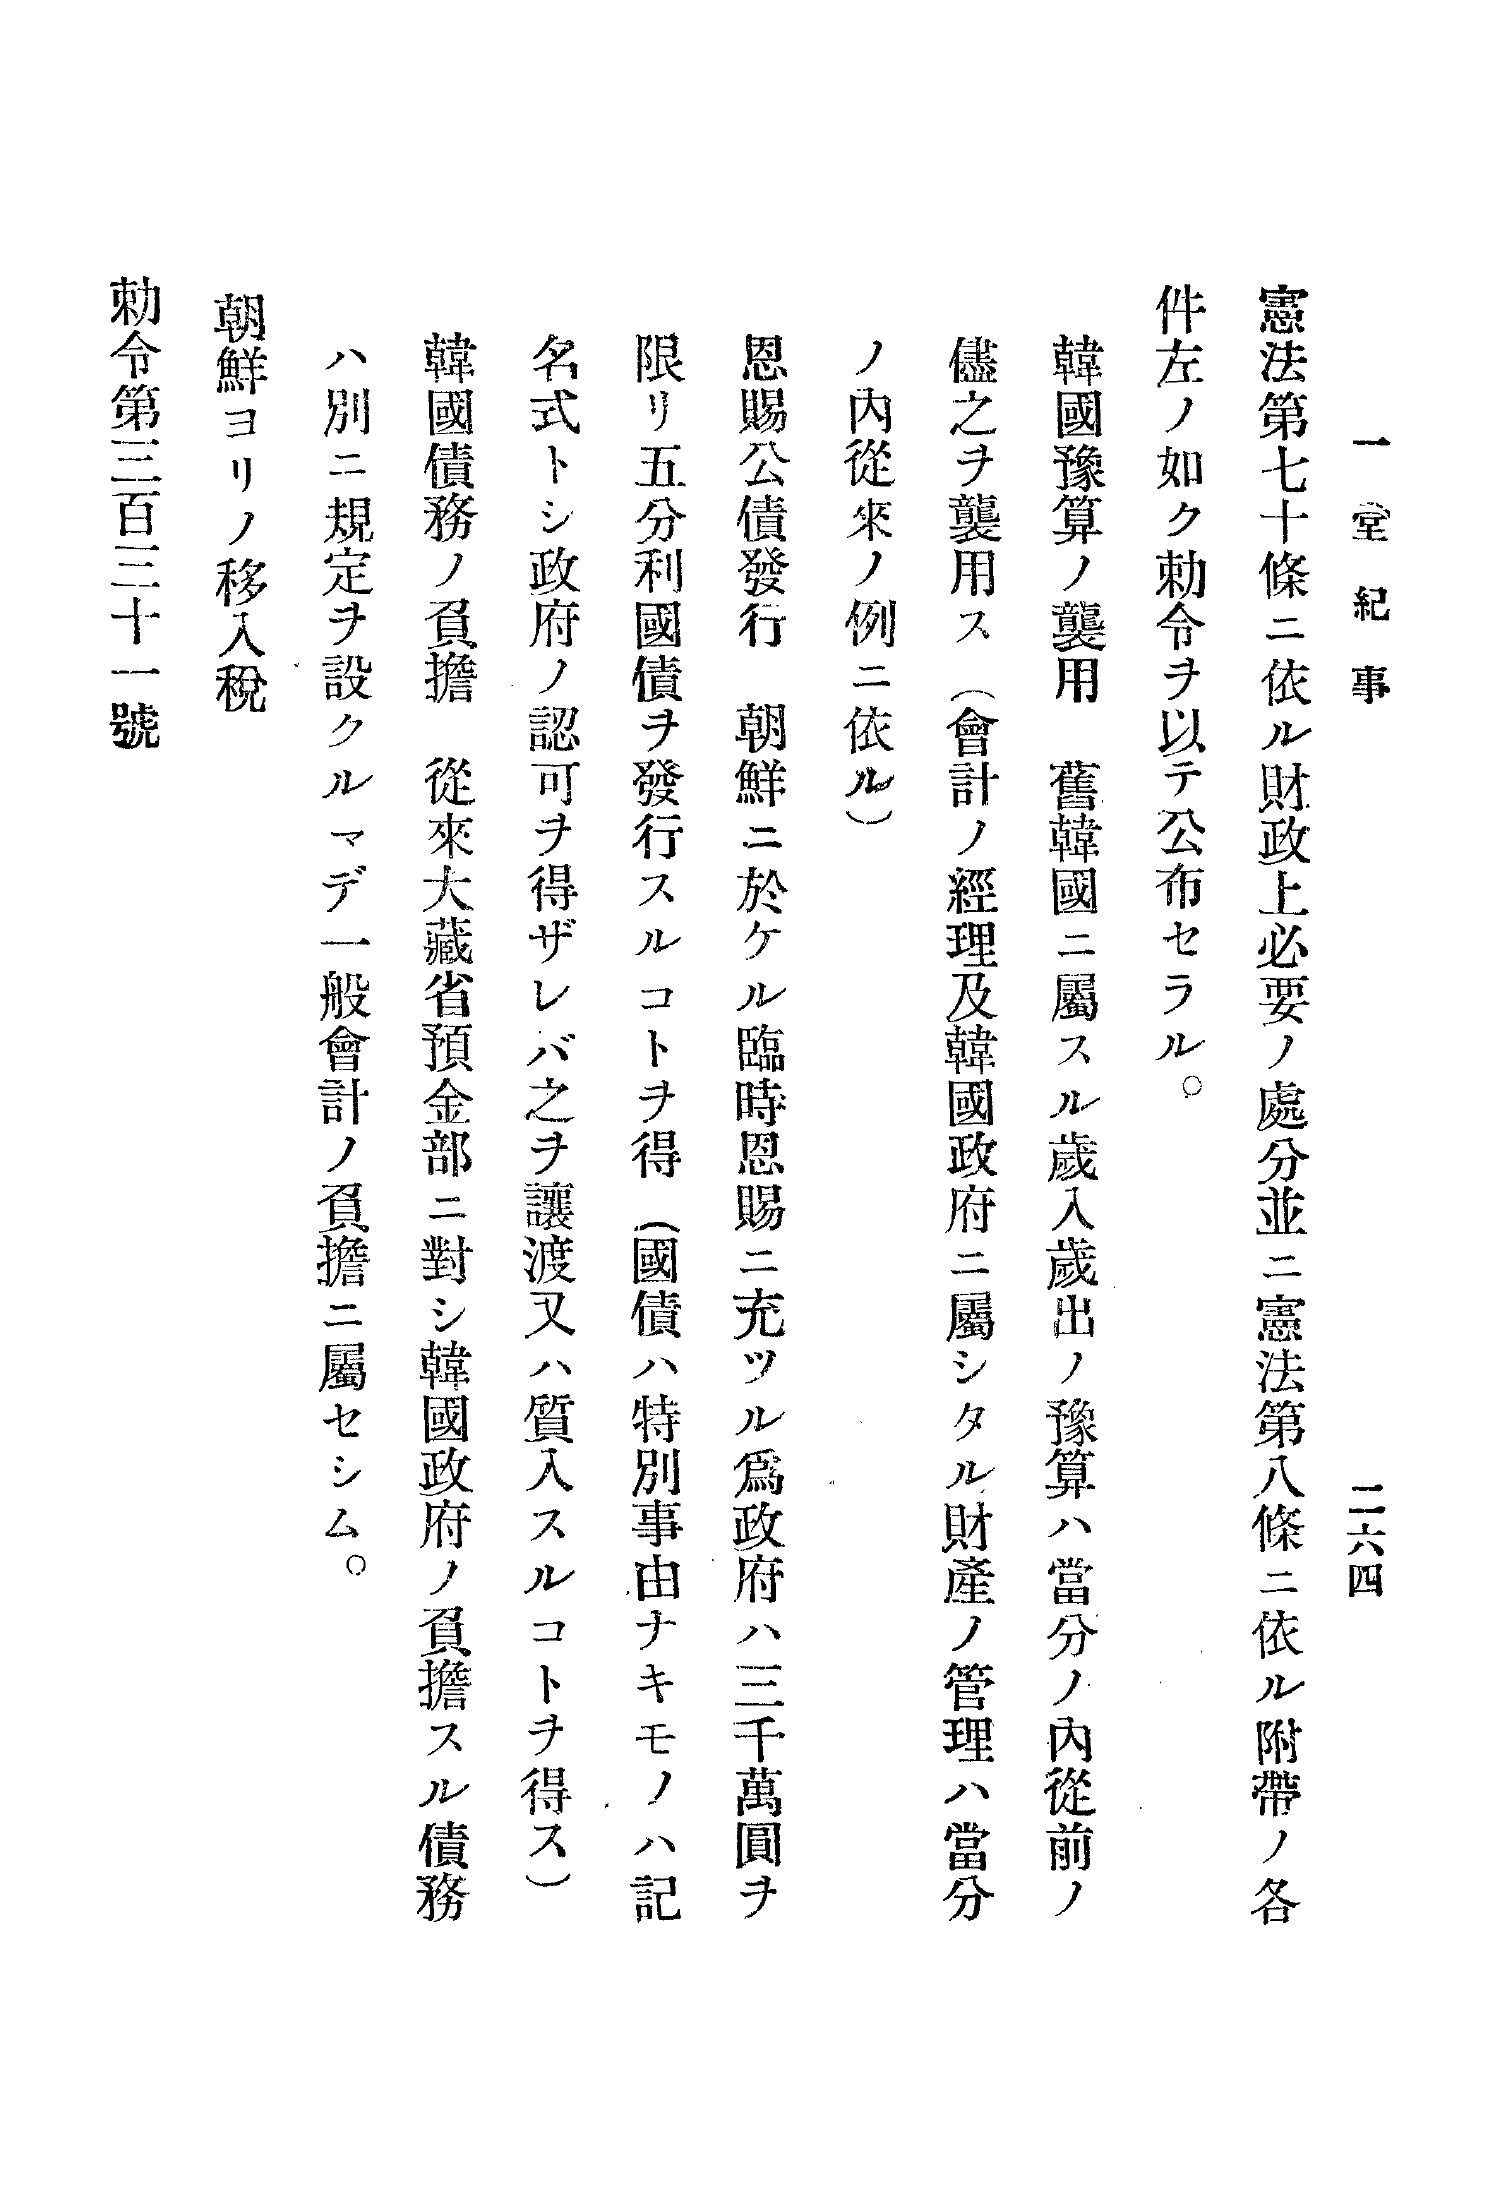 一堂紀事
二六四
憲法第七十條ニ依ル財政上必要ノ處分並ニ憲法第八條ニ依ル附帶ノ各
件左ノ如ク勅令ヲ以テ公布セラル。
韓國豫算ノ襲用　舊韓國ニ屬スル歲入歲出ノ豫算ハ當分ノ內從前ノ
儘之ヲ襲用ス（會計ノ經理及韓國政府ニ屬シタル財產ノ管理ハ當分
ノ內從來ノ例ニ依ル）
恩賜公債發行　朝鮮ニ於ケル臨時恩賜ニ充ツル爲政府ハ三千萬圓ヲ
限リ五分利國債ヲ發行スルコトヲ得（國債ハ特別事由ナキモノハ記
名式トシ政府ノ認可ヲ得ザレバ之ヲ讓渡又ハ質入スルコトヲ得ス）
韓國債務ノ負擔　從來大藏省預金部ニ對シ韓國政府ノ負擔スル債務
ハ別ニ規定ヲ設クルマデ一般會計ノ負擔ニ屬セシム。
朝鮮ヨリノ移入稅
勅令第三百三十一號